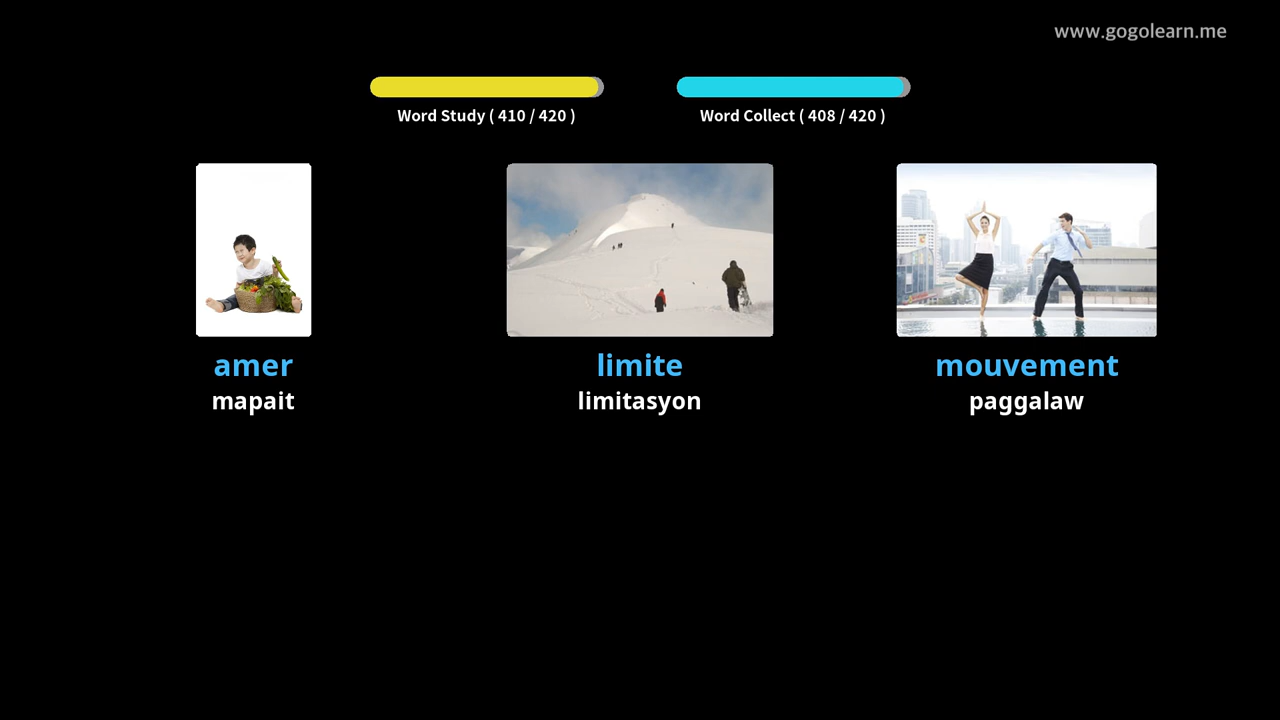 www.gogolearn.me
Word Study ( 410 / 420 )
Word Collect ( 408 / 420 )
amer
mapait
limite
limitasyon
mouvement
paggalaw